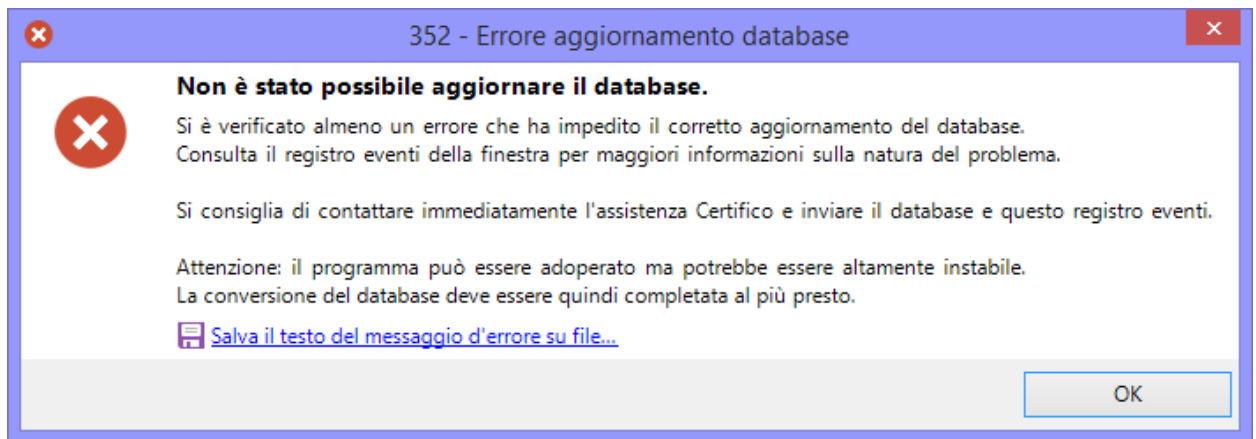 352 - Errore aggiornamento database
Non è stato possibile aggiornare il database.
Si è verificato almeno un errore che ha impedito il corretto aggiornamento del database.
Consulta il registro eventi della finestra per maggiori informazioni sulla natura del problema.
Si consiglia di contattare immediatamente l'assistenza Certifico e inviare il database e questo registro eventi.
Attenzione: il programma può essere adoperato ma potrebbe essere altamente instabile.
La conversione del database deve essere quindi completata al più presto.
Salva il testo del messaggio d'errore su file...
OK